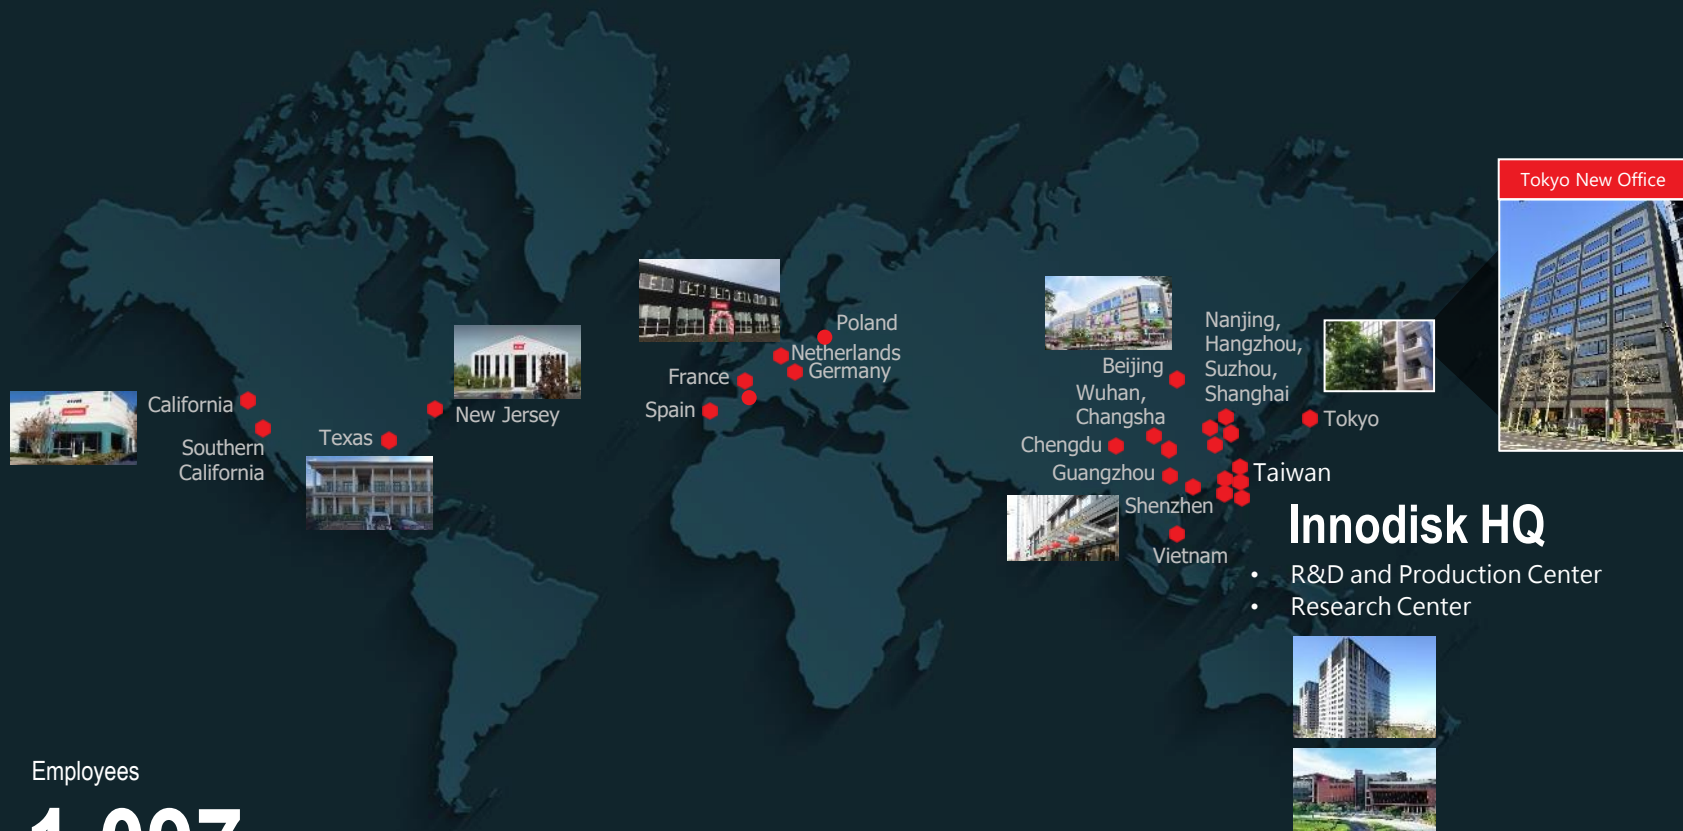 Tokyo New Office
Poland
Netherlands
Germany
France
Spain
California
Southern
California
Texas
New Jersey
Beijing
Wuhan,
Changsha
Chengdu
Guangzhou
Shenzhen
Vietnam
Nanjing,
Hangzhou,
Suzhou,
Shanghai
Tokyo
Taiwan
Innodisk HQ
• R&D and Production Center
• Research Center
Employees